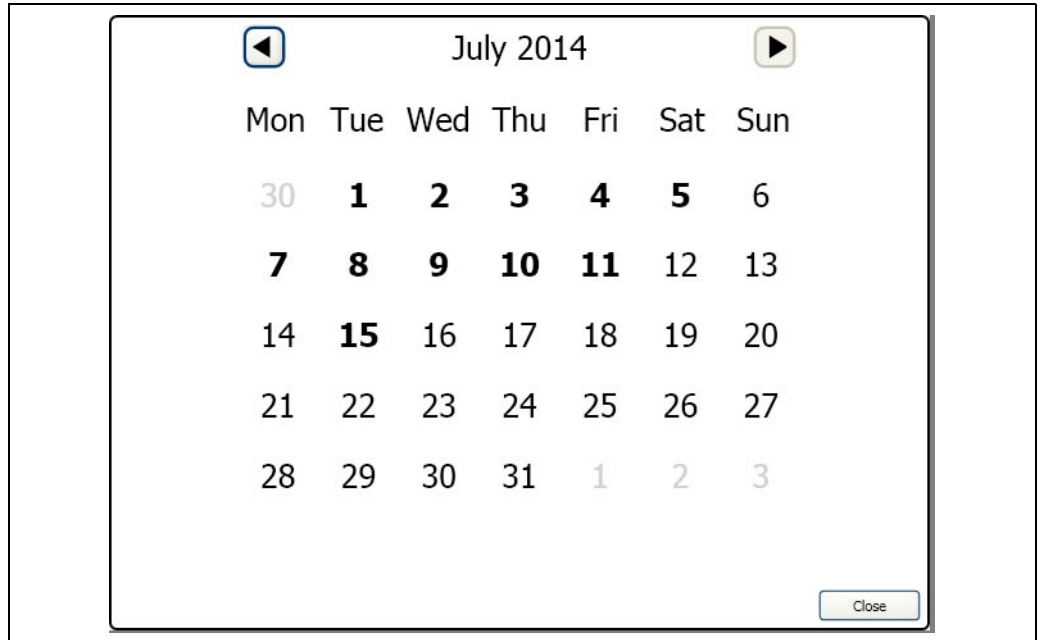 July 2014
Mon Tue Wed Thu Fri Sat Sun
30 1 2 3 4 5 6
7 8 9 10 11 12 13
14 15 16 17 18 19 20
21 22 23 24 25 26 27
28 29 30 31 1 2 3
Close